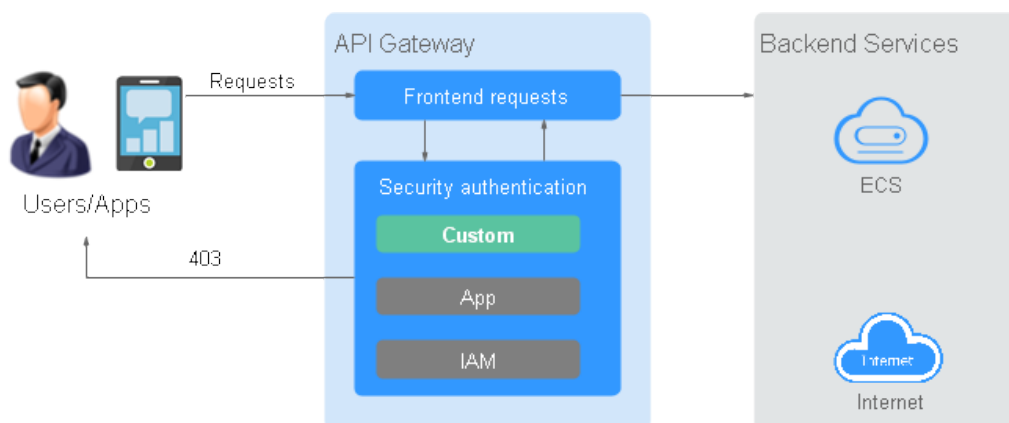 API Gateway
Backend Services
Requests
Frontend requests
Security authentication
Users/Apps
ECS
Custom
403
App
IAM
Internet
Internet